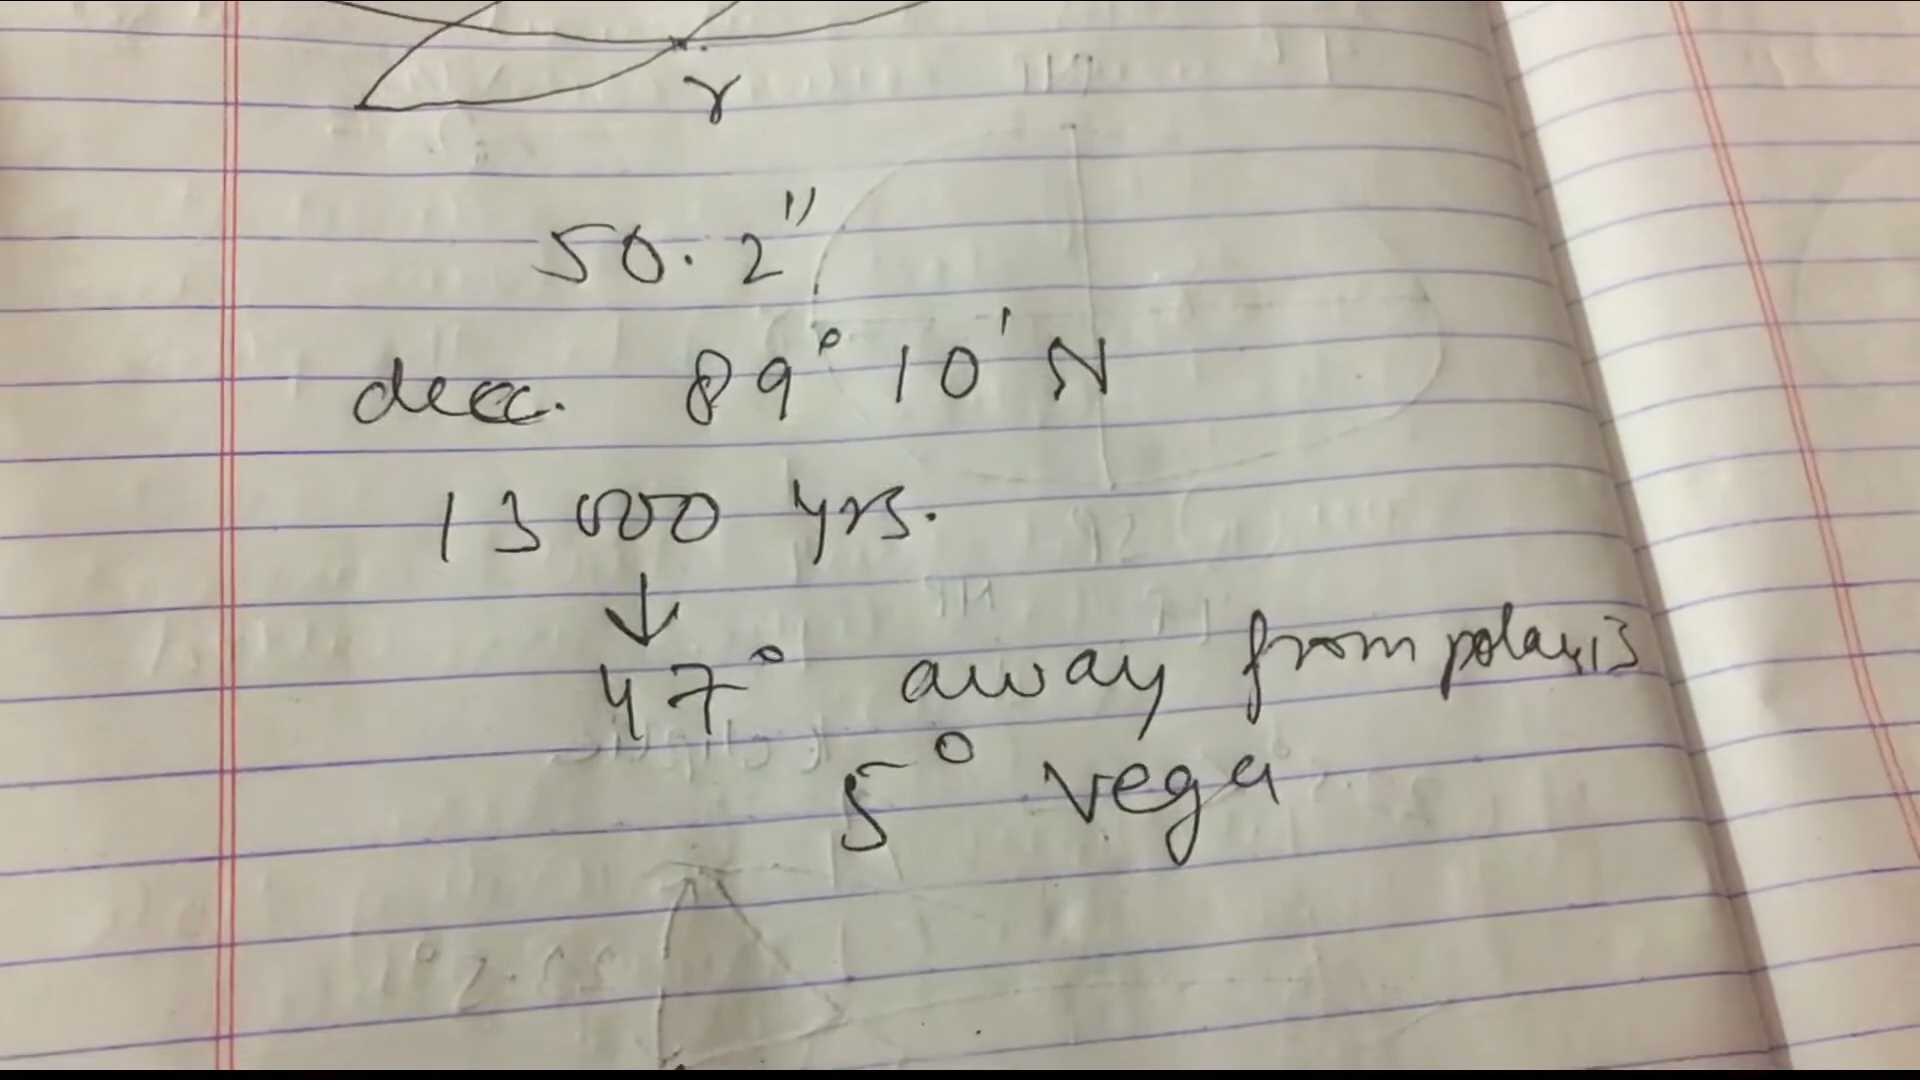 γ
50.2"
dec. 89° 10' N
13000 yrs.
↓
47° away from polaris
5° vega